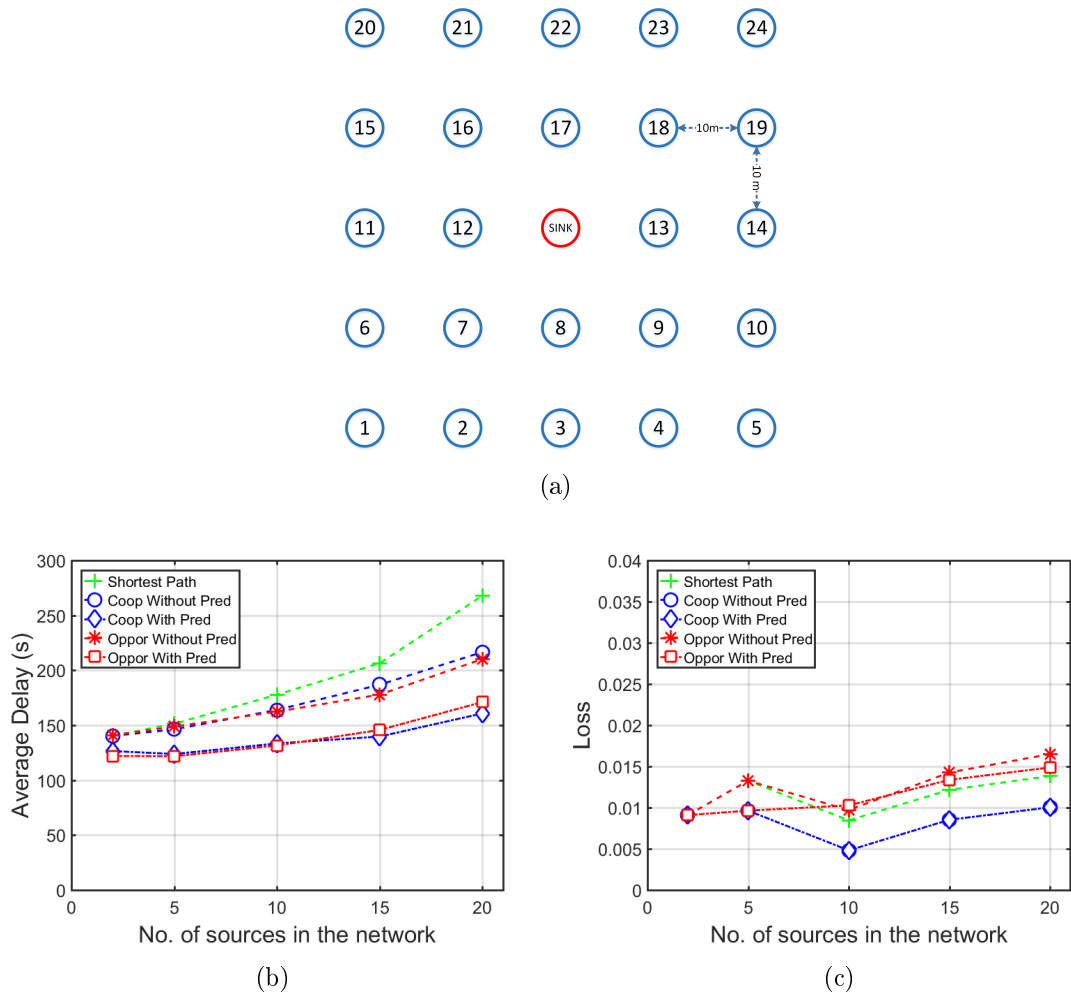 20 21 22 23 24
15 16 17 18 10m 19
10 m
11 12 SINK 13 14
6 7 8 9 10
1 2 3 4 5
(a)
300
250
200
150
100
50
0
Average Delay (s)
Shortest Path
Coop Without Pred
Coop With Pred
Oppor Without Pred
Oppor With Pred
0 5 10 15 20
No. of sources in the network
(b)
0.04
0.035
0.03
0.025
0.02
0.015
0.01
0.005
0
Loss
Shortest Path
Coop Without Pred
Coop With Pred
Oppor Without Pred
Oppor With Pred
0 5 10 15 20
No. of sources in the network
(c)